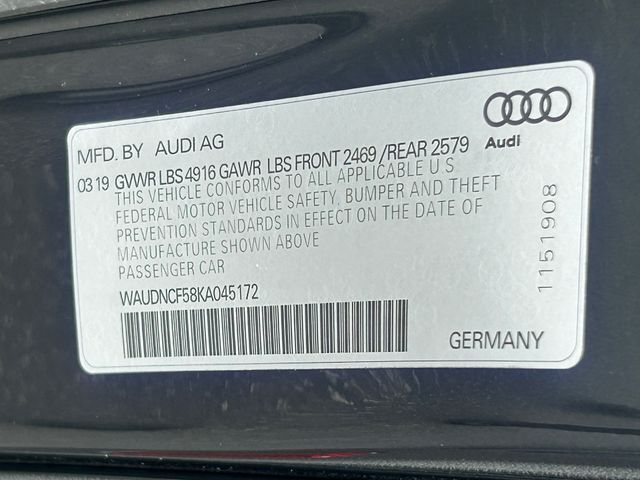 MFD. BY AUDI AG
Audi
03 19 GVWR LBS 4916 GAWR LBS FRONT 2469 /REAR 2579
THIS VEHICLE CONFORMS TO ALL APPLICABLE U S
FEDERAL MOTOR VEHICLE SAFETY. BUMPER AND THEFT
PREVENTION STANDARDS IN EFFECT ON THE DATE OF
MANUFACTURE SHOWN ABOVE
PASSENGER CAR
1151908
WAUDNCF58KA045172
GERMANY